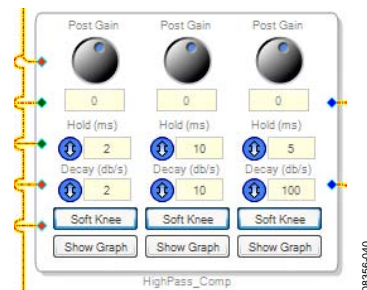 Post Gain Post Gain Post Gain
0 0 0
Hold (ms) Hold (ms) Hold (ms)
2 10 5
Decay (db/s) Decay (db/s) Decay (db/s)
2 10 100
Soft Knee Soft Knee Soft Knee
Show Graph Show Graph Show Graph
HighPass_Comp
08356-040